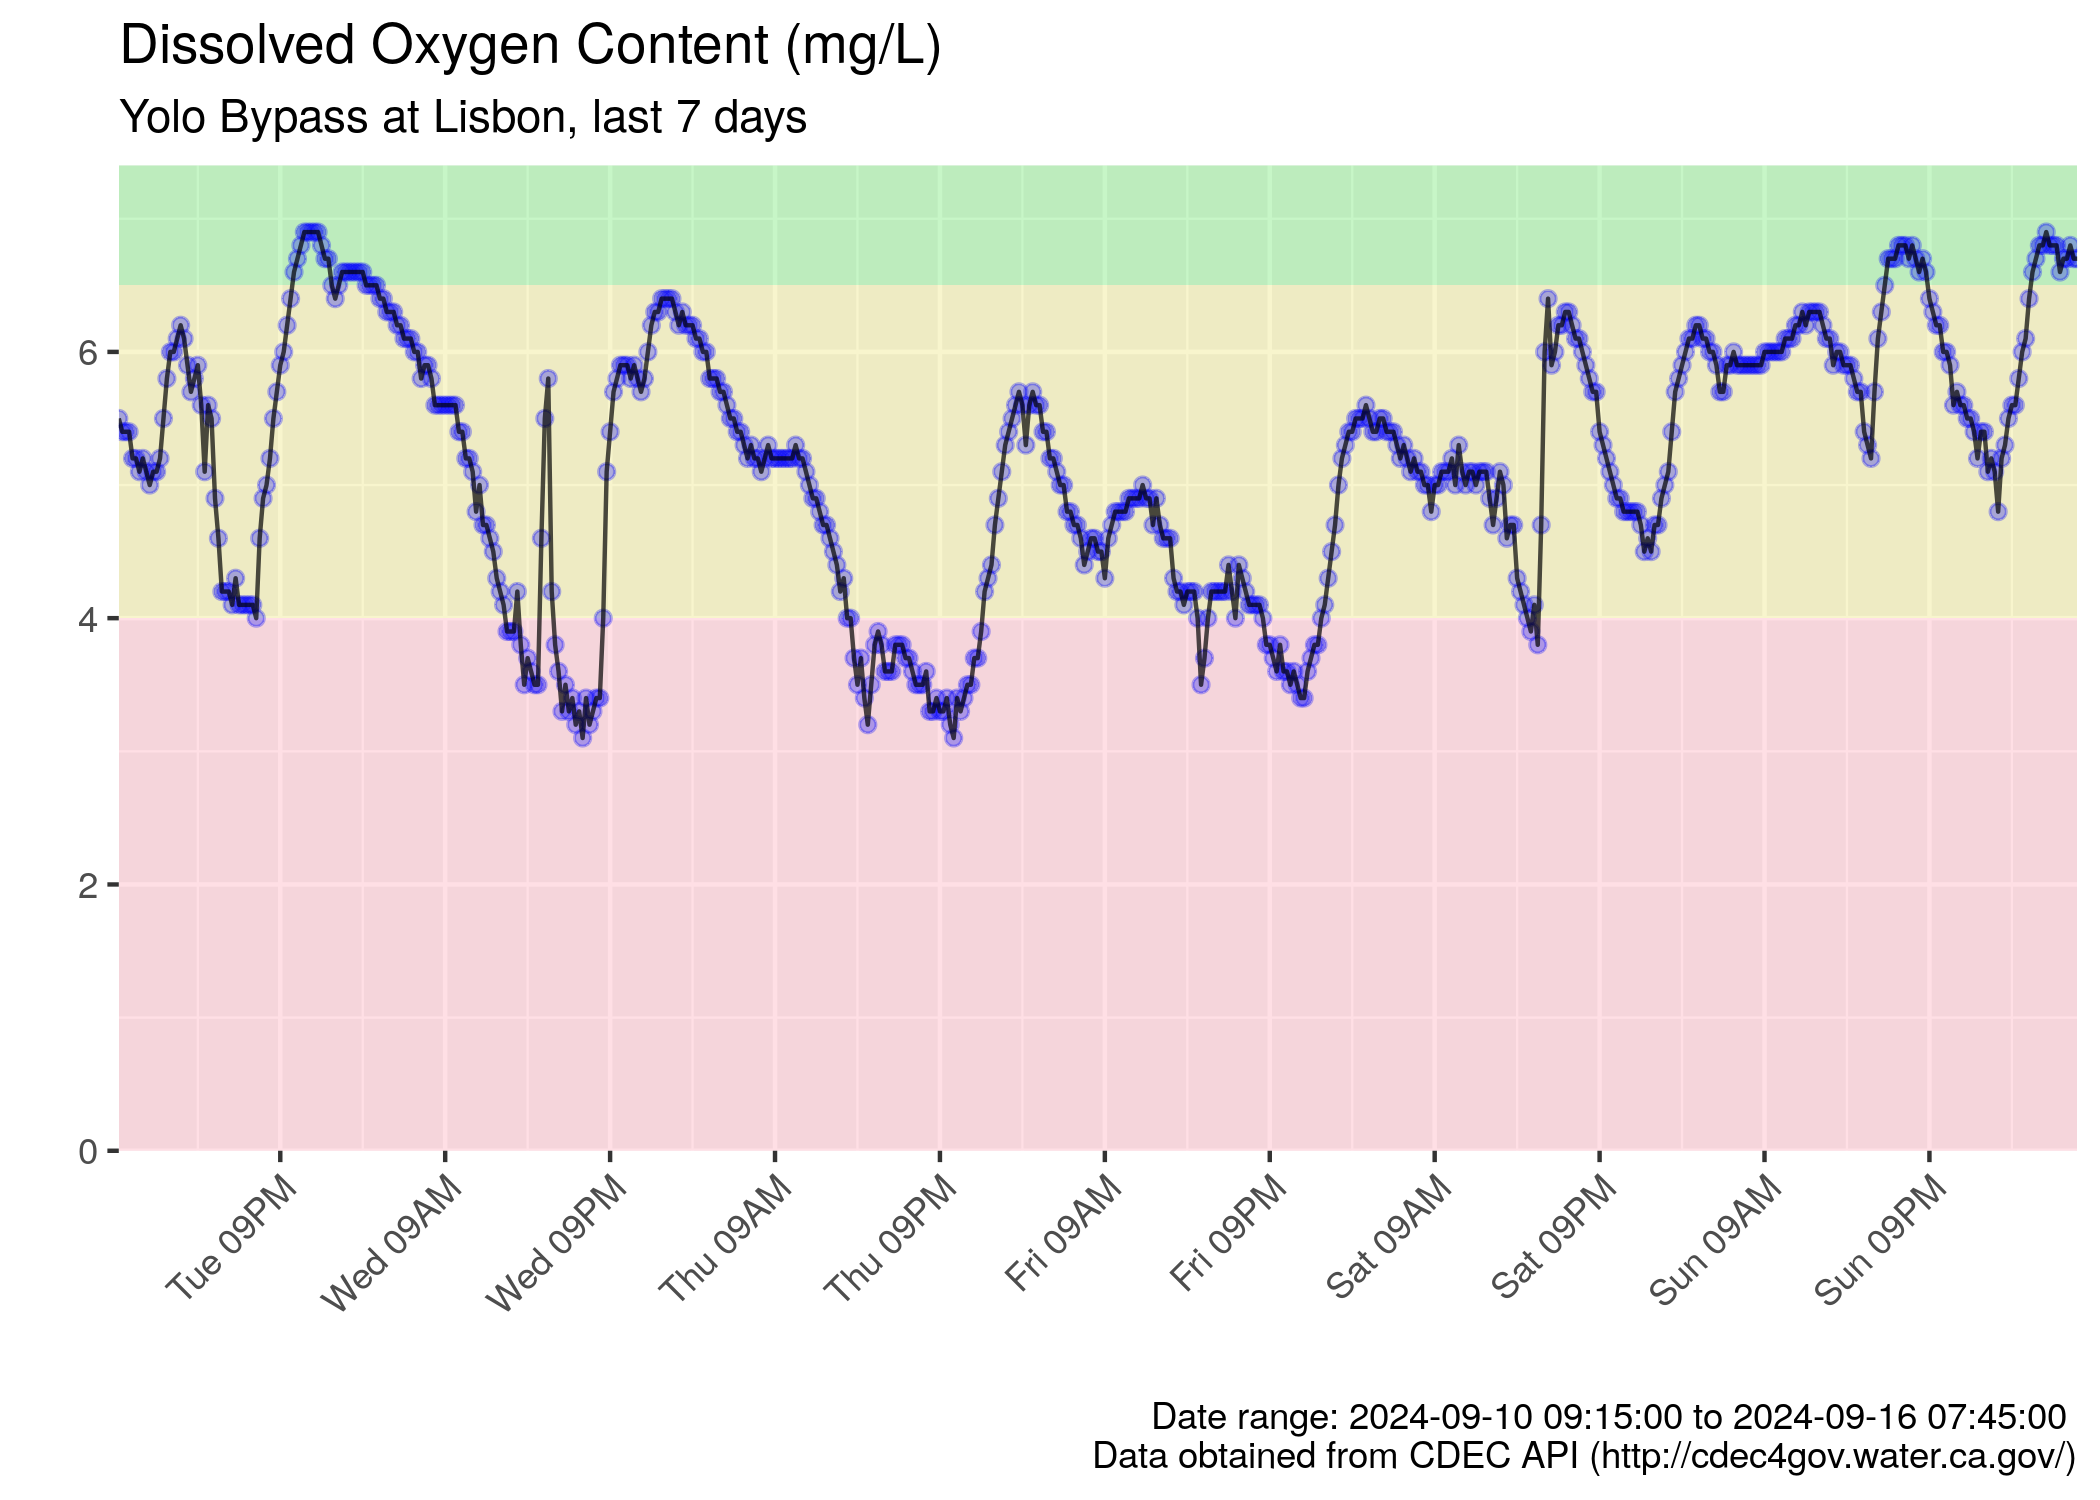 Dissolved Oxygen Content (mg/L)
Yolo Bypass at Lisbon, last 7 days
6
4
2
0
Tue 09PM
Wed 09AM
Wed 09PM
Thu 09AM
Thu 09PM
Fri 09AM
Fri 09PM
Sat 09AM
Sat 09PM
Sun 09AM
Sun 09PM
Date range: 2024-09-10 09:15:00 to 2024-09-16 07:45:00
Data obtained from CDEC API (http://cdec4gov.water.ca.gov/)